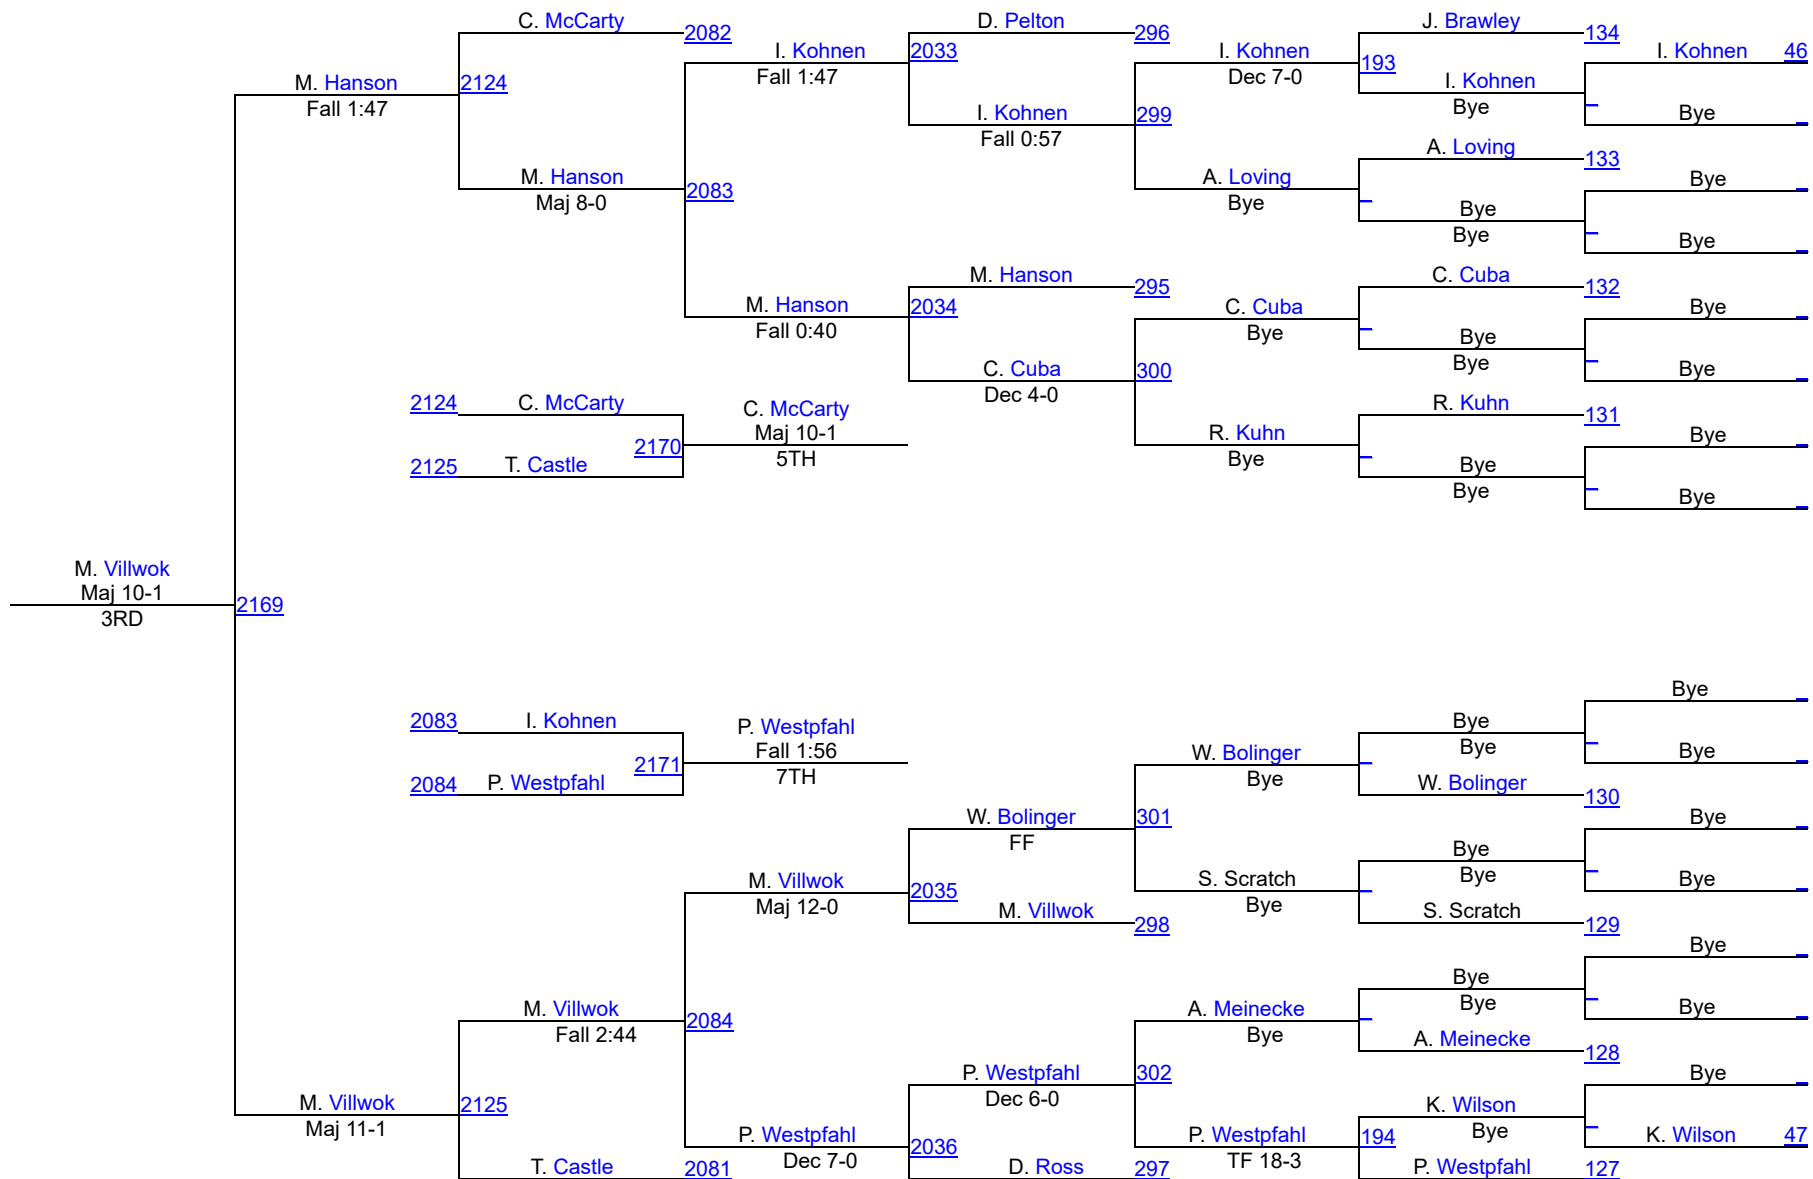 C. McCarty
2082
D. Pelton
296
J. Brawley
134
I. Kohnen
Fall 1:47
2033
I. Kohnen
Dec 7-0
193
I. Kohnen 46
M. Hanson
Fall 1:47
2124
I. Kohnen
Bye
Bye
I. Kohnen
Fall 0:57
299
A. Loving
133
M. Hanson
Maj 8-0
2083
A. Loving
Bye
Bye
Bye
Bye
Bye
M. Hanson
295
C. Cuba
132
M. Hanson
Fall 0:40
2034
C. Cuba
Bye
Bye
Bye
Bye
Bye
C. Cuba
Dec 4-0
300
2124 C. McCarty
C. McCarty
Maj 10-1
5TH
2170
2125 T. Castle
R. Kuhn
131
R. Kuhn
Bye
Bye
Bye
Bye
Bye
M. Villwok
Maj 10-1
3RD
2169
Bye
2083 I. Kohnen
P. Westpfahl
Fall 1:56
7TH
2171
2084 P. Westpfahl
Bye
Bye
Bye
W. Bolinger
Bye
W. Bolinger
130
W. Bolinger
FF
301
Bye
Bye
Bye
Bye
M. Villwok
Maj 12-0
2035
S. Scratch
Bye
M. Villwok
298
S. Scratch
129
Bye
Bye
Bye
Bye
M. Villwok
Fall 2:44
2084
A. Meinecke
Bye
A. Meinecke
128
P. Westpfahl
Dec 6-0
302
Bye
M. Villwok
Maj 11-1
2125
K. Wilson
Bye
P. Westpfahl
Dec 7-0
2036
P. Westpfahl
TF 18-3
194
K. Wilson 47
T. Castle
2081
D. Ross
297
P. Westpfahl
127